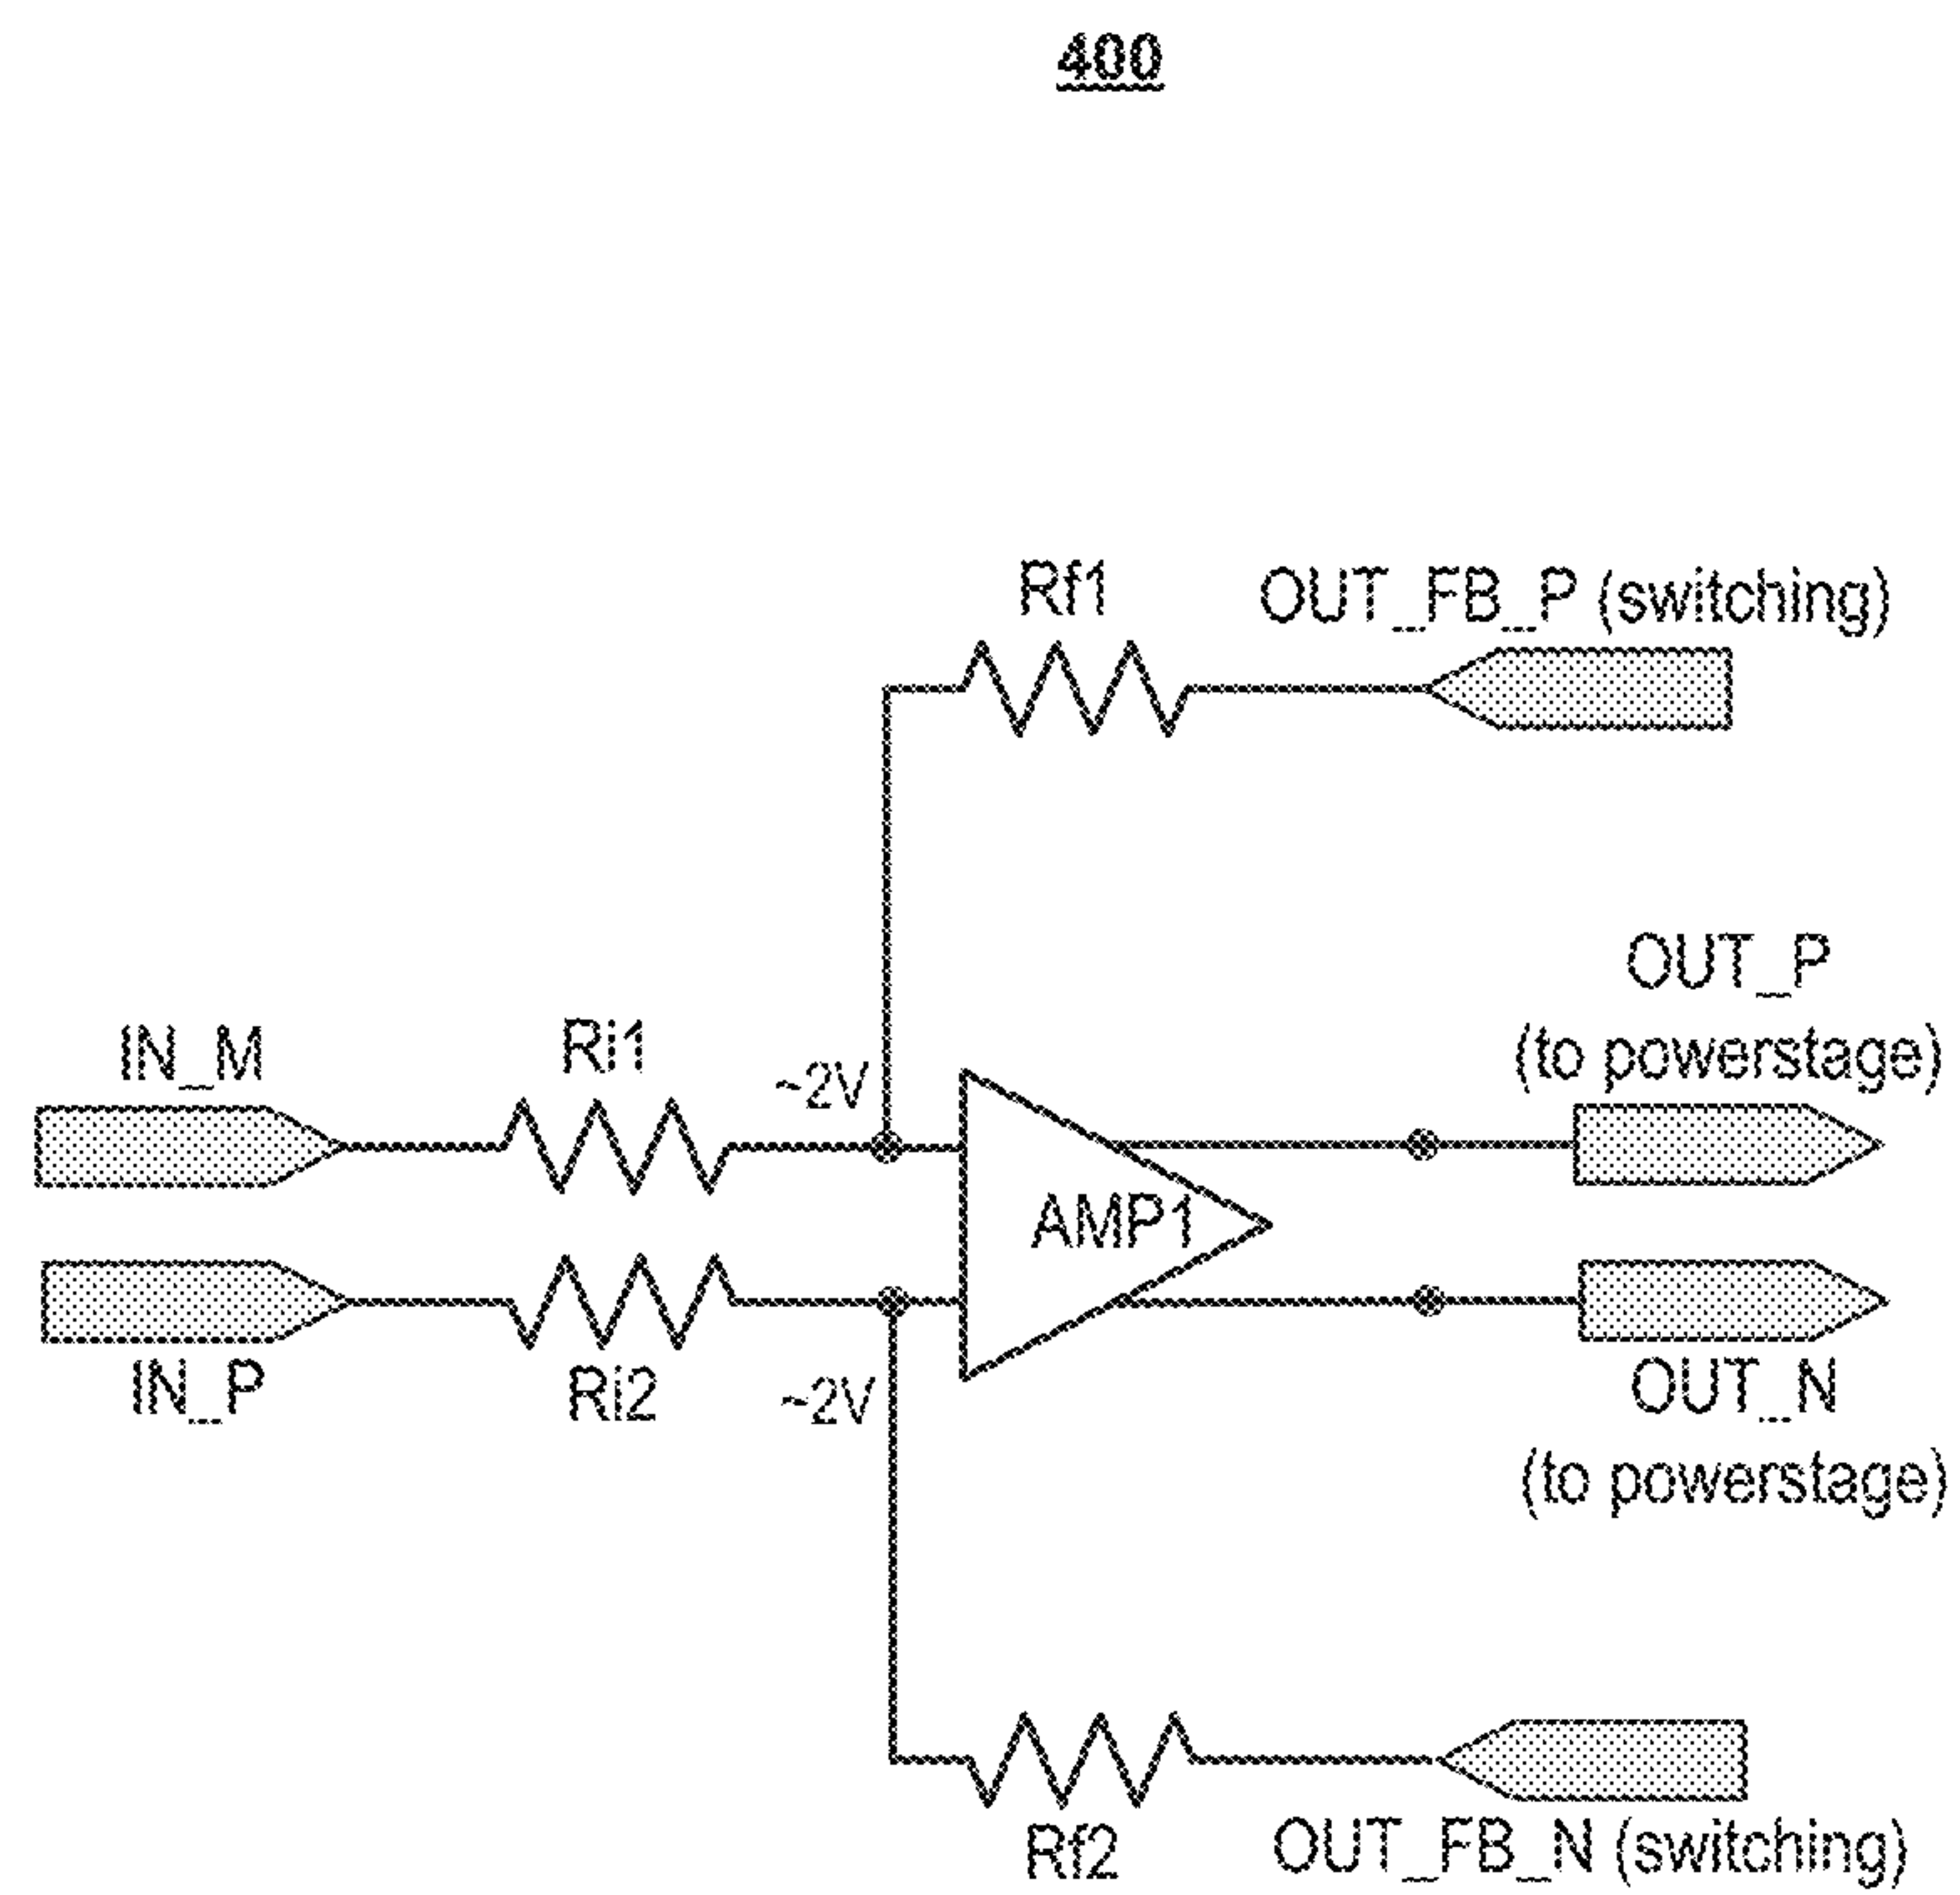 400
Rf1
OUT_FB_P (switching)
OUT_P
(to powerstage)
IN_M
Ri1
~2V
AMP1
IN_P
Ri2
~2V
OUT_N
(to powerstage)
Rf2
OUT_FB_N (switching)